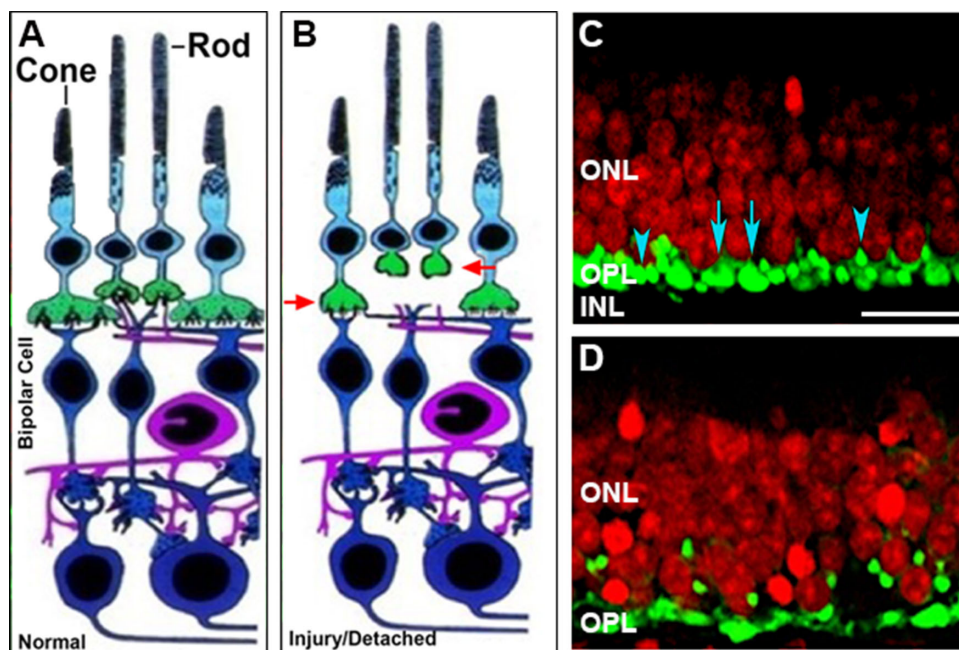 A
Cone
Rod
Bipolar Cell
Normal
B
Injury/Detached
C
ONL
OPL
INL
D
ONL
OPL